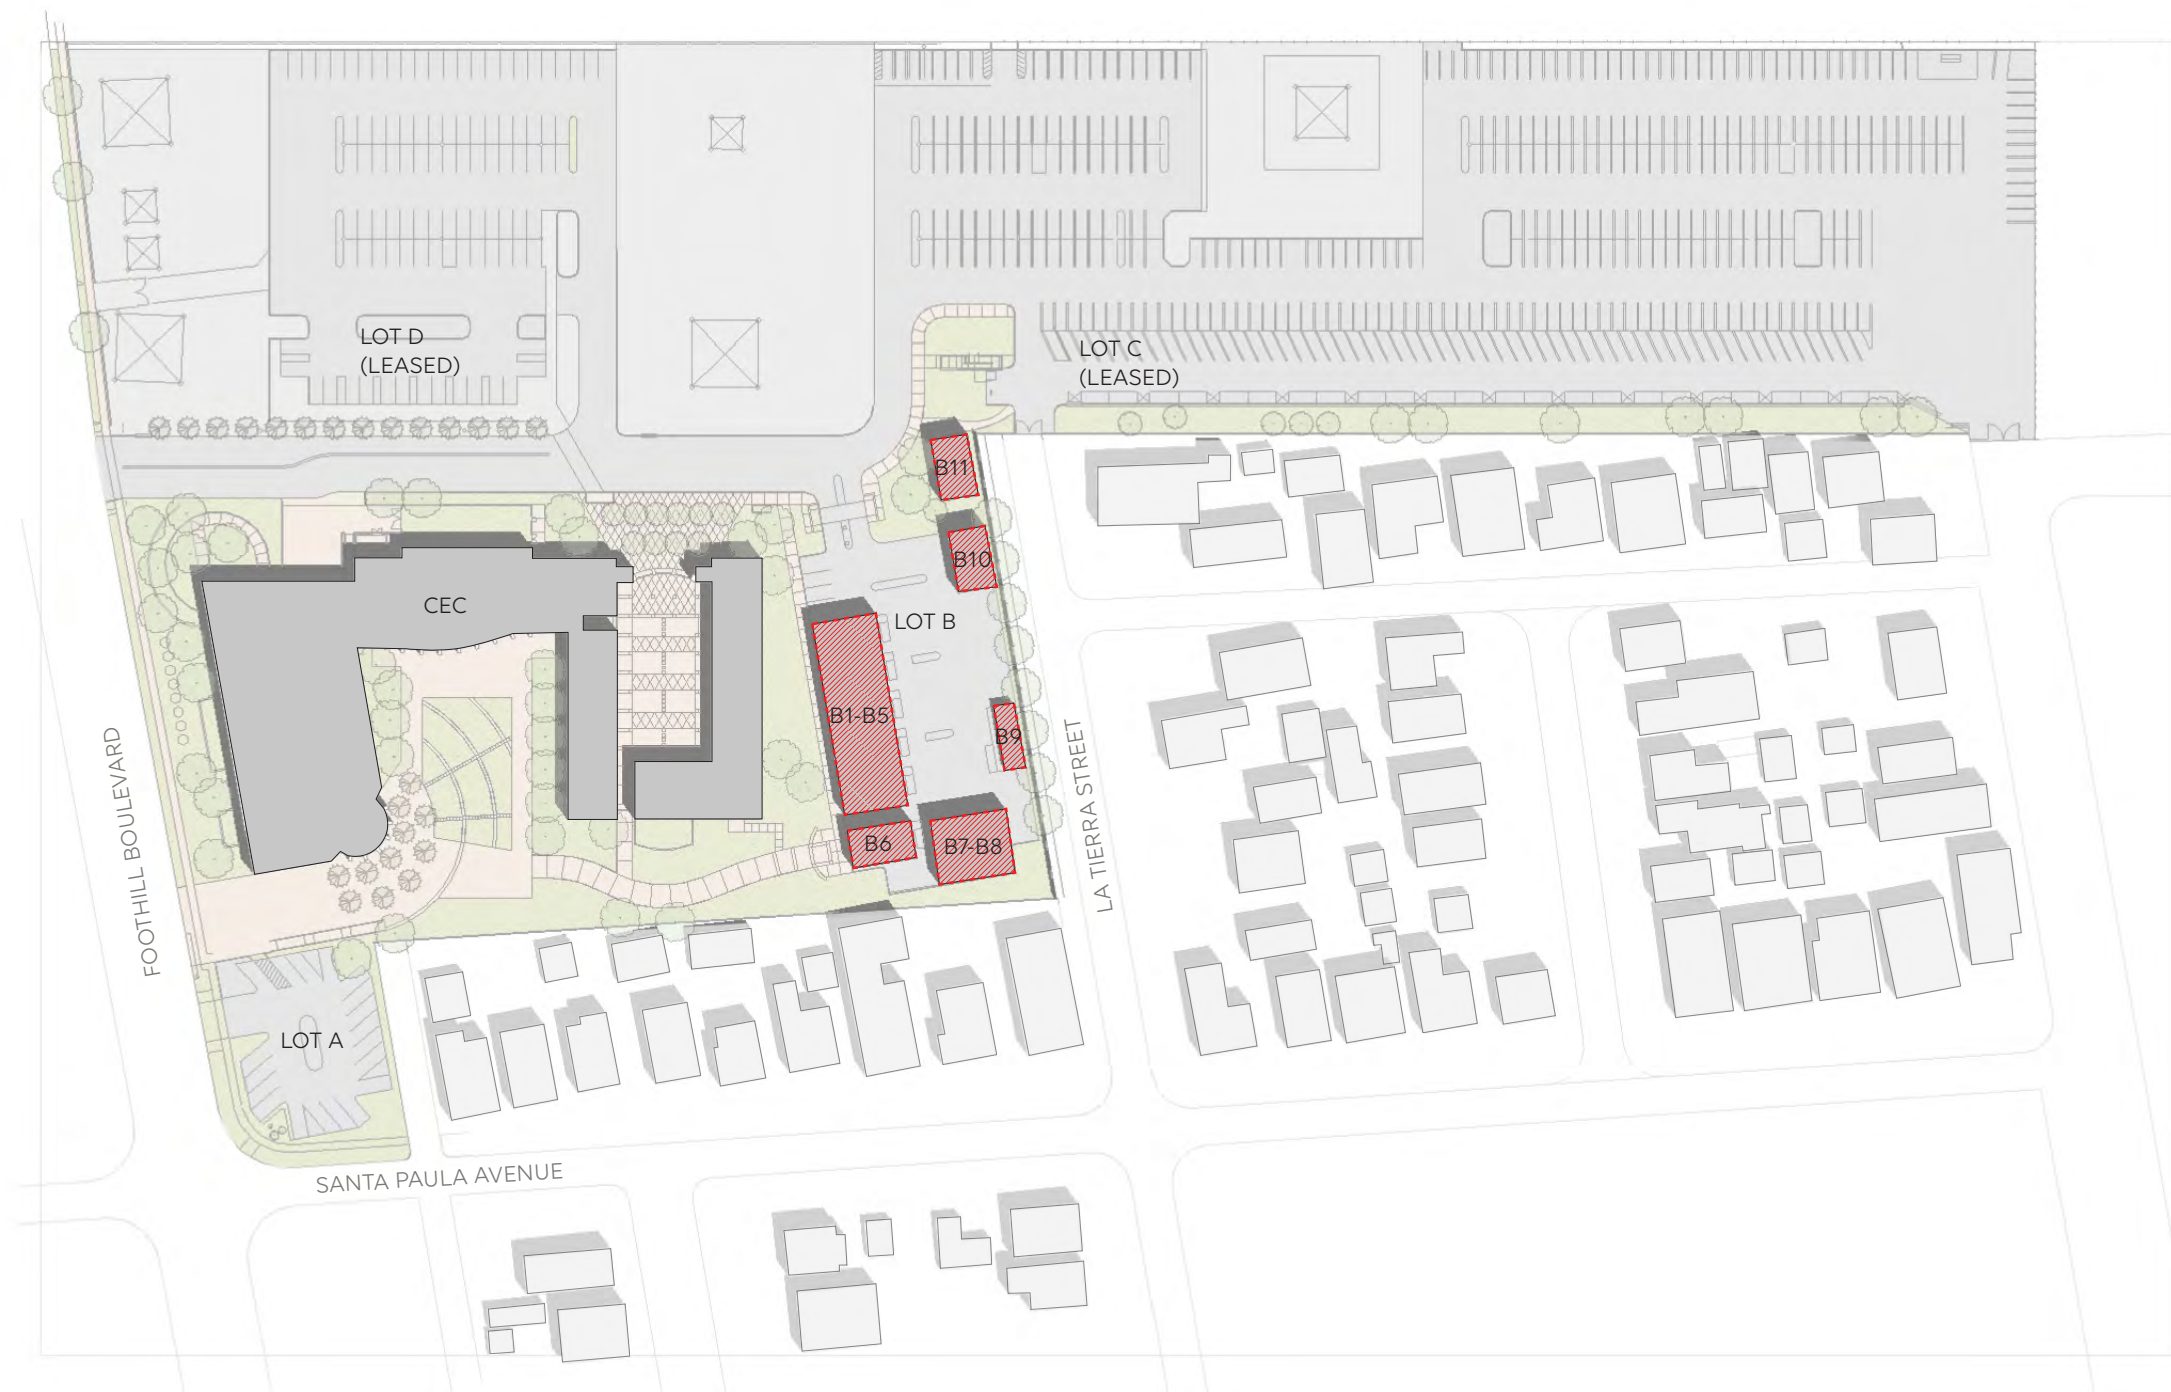 LOT D
(LEASED)
LOT C
(LEASED)
B11
B10
CEC
LOT B
B1-B5
B9
B6
B7-B8
FOOTHILL BOULEVARD
LA TIERRA STREET
LOT A
SANTA PAULA AVENUE